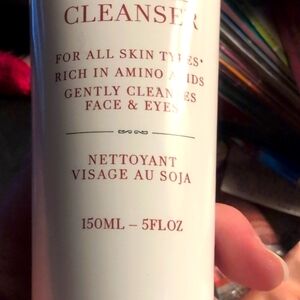 CLEANSER
FOR ALL SKIN TYPES*
RICH IN AMINO ACIDS
GENTLY CLEANSES
FACE & EYES
NETTOYANT
VISAGE AU SOJA
150ML – 5FLOZ